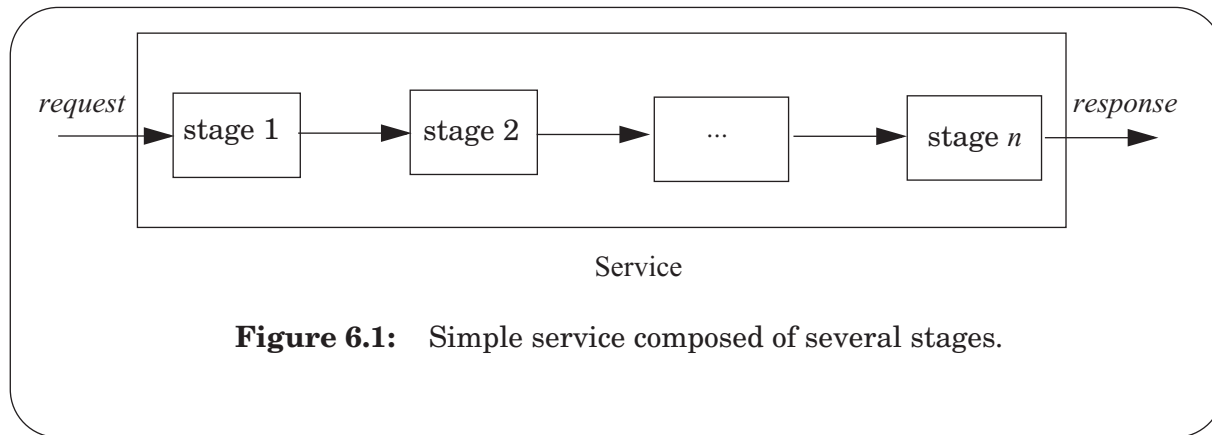 request
stage 1
stage 2
...
stage n
response
Service
Figure 6.1: Simple service composed of several stages.